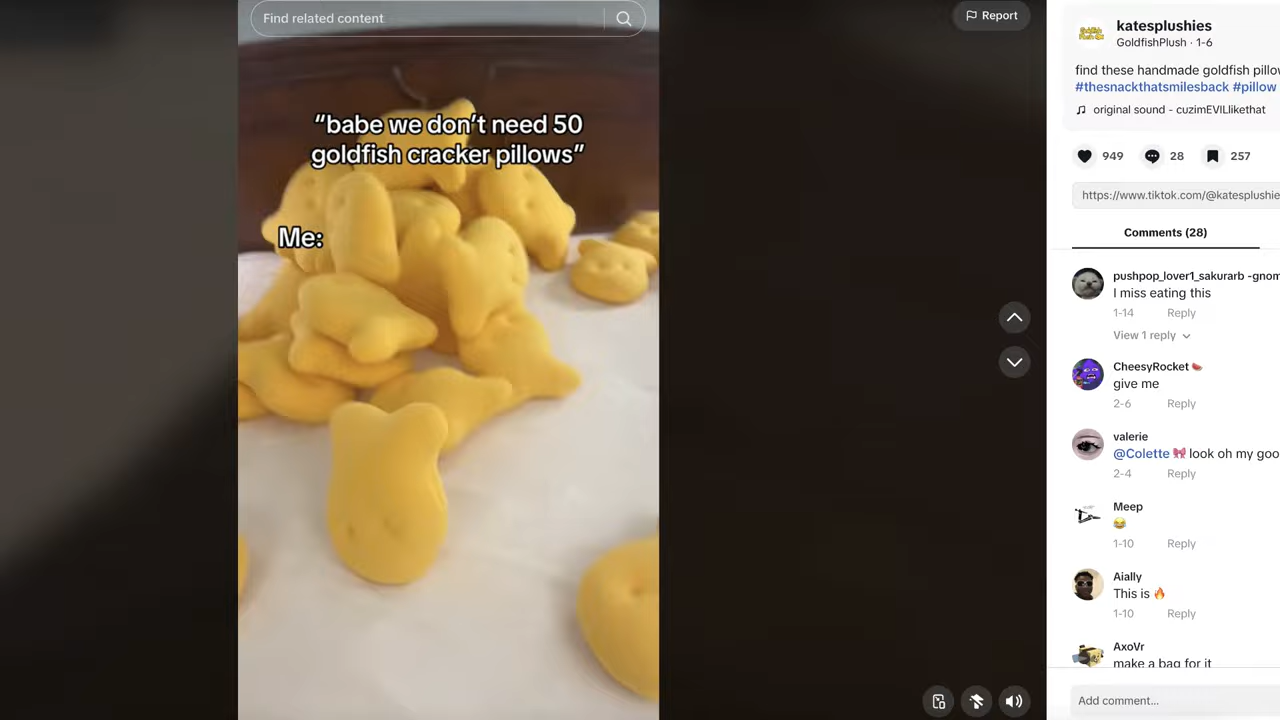 Find related content
Report
"babe we don't need 50
goldfish cracker pillows"
Me:
katesplushies
GoldfishPlush · 1-6
find these handmade goldfish pillow
#thesnackthatsmilesback #pillow
original sound - cuzimEVILlikethat
949
28
257
https://www.tiktok.com/@katesplushie
Comments (28)
pushpop_lover1_sakurarb -gnom
I miss eating this
1-14 Reply
View 1 reply
CheesyRocket 🍉
give me
2-6 Reply
valerie
@Colette 🎀 look oh my goo
2-4 Reply
Meep
😂
1-10 Reply
Aially
This is 🔥
1-10 Reply
AxoVr
make a bag for it
Add comment...